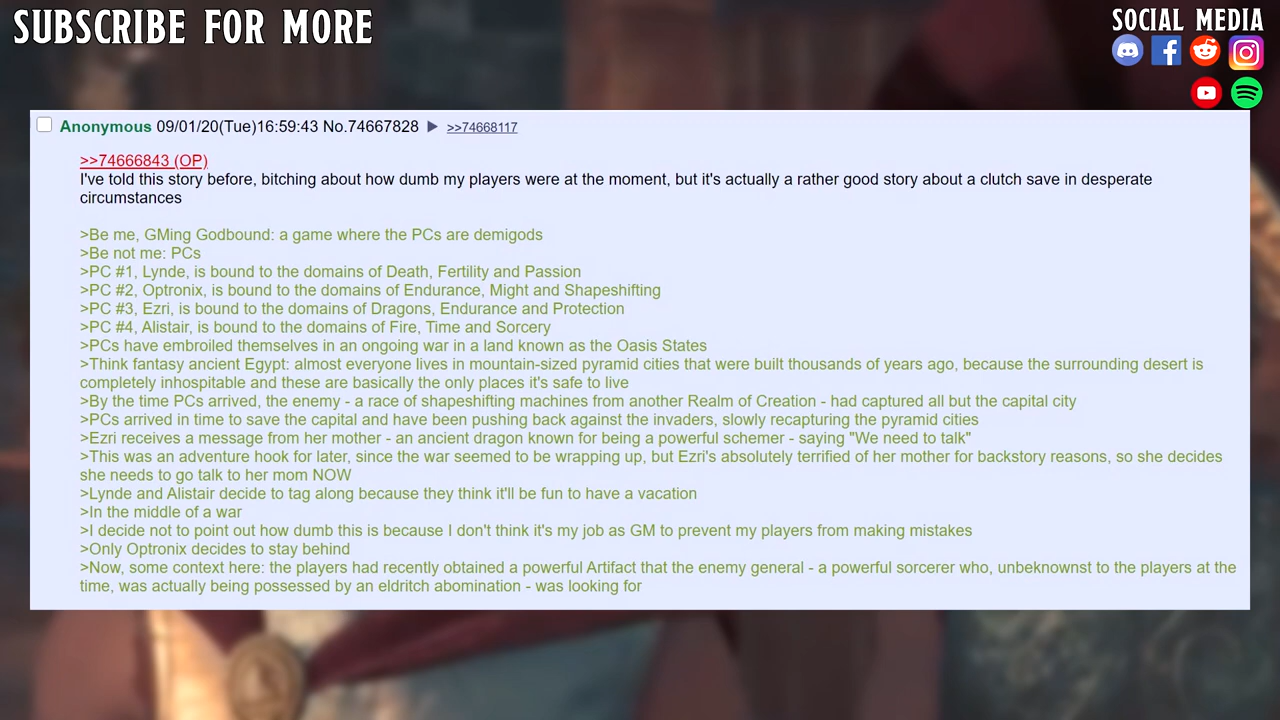 SUBSCRIBE FOR MORE
SOCIAL MEDIA
Anonymous 09/01/20(Tue)16:59:43 No.74667828 ▶ >>74668117
>>74666843 (OP)
I've told this story before, bitching about how dumb my players were at the moment, but it's actually a rather good story about a clutch save in desperate
circumstances
>Be me, GMing Godbound: a game where the PCs are demigods
>Be not me: PCs
>PC #1, Lynde, is bound to the domains of Death, Fertility and Passion
>PC #2, Optronix, is bound to the domains of Endurance, Might and Shapeshifting
>PC #3, Ezri, is bound to the domains of Dragons, Endurance and Protection
>PC #4, Alistair, is bound to the domains of Fire, Time and Sorcery
>PCs have embroiled themselves in an ongoing war in a land known as the Oasis States
>Think fantasy ancient Egypt: almost everyone lives in mountain-sized pyramid cities that were built thousands of years ago, because the surrounding desert is
completely inhospitable and these are basically the only places it's safe to live
>By the time PCs arrived, the enemy - a race of shapeshifting machines from another Realm of Creation - had captured all but the capital city
>PCs arrived in time to save the capital and have been pushing back against the invaders, slowly recapturing the pyramid cities
>Ezri receives a message from her mother - an ancient dragon known for being a powerful schemer - saying "We need to talk"
>This was an adventure hook for later, since the war seemed to be wrapping up, but Ezri's absolutely terrified of her mother for backstory reasons, so she decides
she needs to go talk to her mom NOW
>Lynde and Alistair decide to tag along because they think it'll be fun to have a vacation
>In the middle of a war
>I decide not to point out how dumb this is because I don't think it's my job as GM to prevent my players from making mistakes
>Only Optronix decides to stay behind
>Now, some context here: the players had recently obtained a powerful Artifact that the enemy general - a powerful sorcerer who, unbeknownst to the players at the
time, was actually being possessed by an eldritch abomination - was looking for